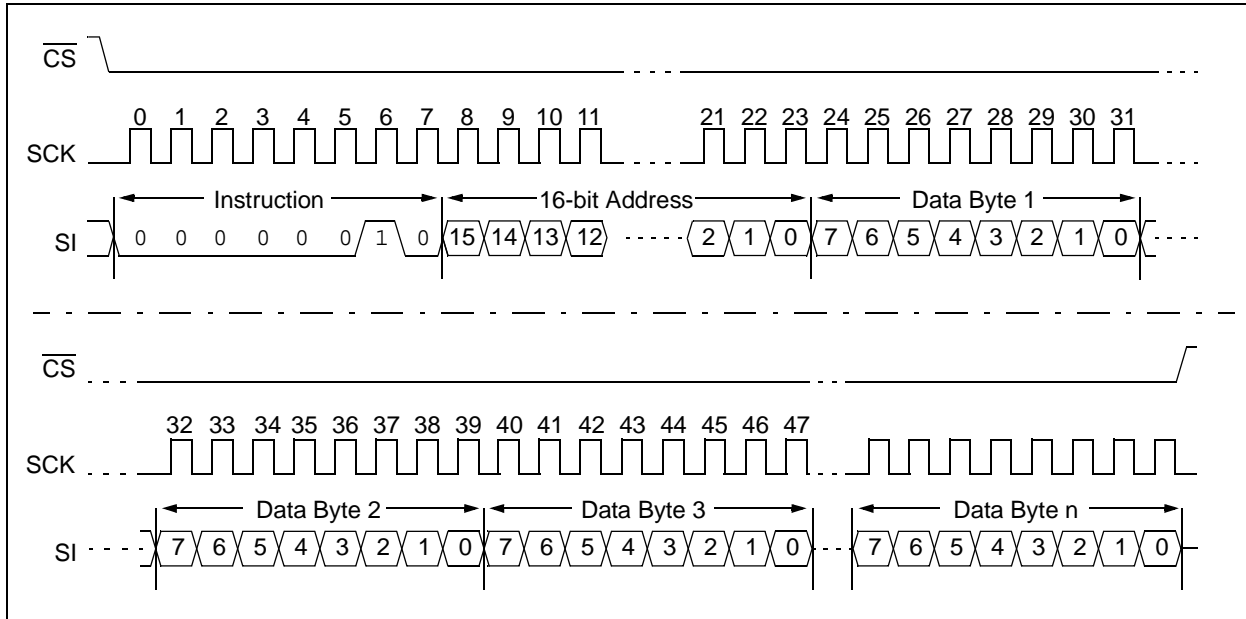 CS
0 1 2 3 4 5 6 7 8 9 10 11 21 22 23 24 25 26 27 28 29 30 31
SCK
Instruction 16-bit Address Data Byte 1
SI 0 0 0 0 0 0 1 0 15 14 13 12 2 1 0 7 6 5 4 3 2 1 0
CS
32 33 34 35 36 37 38 39 40 41 42 43 44 45 46 47
SCK
Data Byte 2 Data Byte 3 Data Byte n
SI 7 6 5 4 3 2 1 0 7 6 5 4 3 2 1 0 7 6 5 4 3 2 1 0